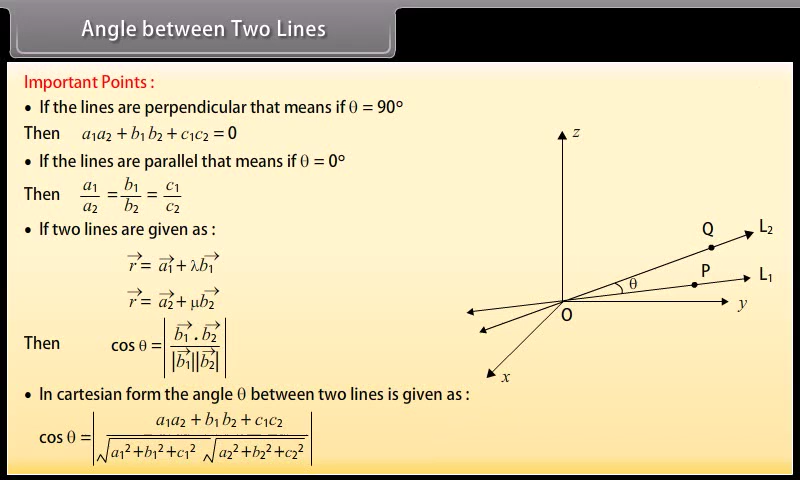 Angle between Two Lines
Important Points :
• If the lines are perpendicular that means if θ = 90°
Then a₁a₂ + b₁b₂ + c₁c₂ = 0
• If the lines are parallel that means if θ = 0°
Then a₁/a₂ = b₁/b₂ = c₁/c₂
• If two lines are given as :
r⃗ = a⃗₁ + λb⃗₁
r⃗ = a⃗₂ + μb⃗₂
Then cos θ = | b⃗₁ . b⃗₂ / |b⃗₁||b⃗₂| |
• In cartesian form the angle θ between two lines is given as :
cos θ = | a₁a₂ + b₁b₂ + c₁c₂ / √(a₁²+b₁²+c₁²) √(a₂²+b₂²+c₂²) |
z
Q
L₂
P
L₁
θ
O
y
x